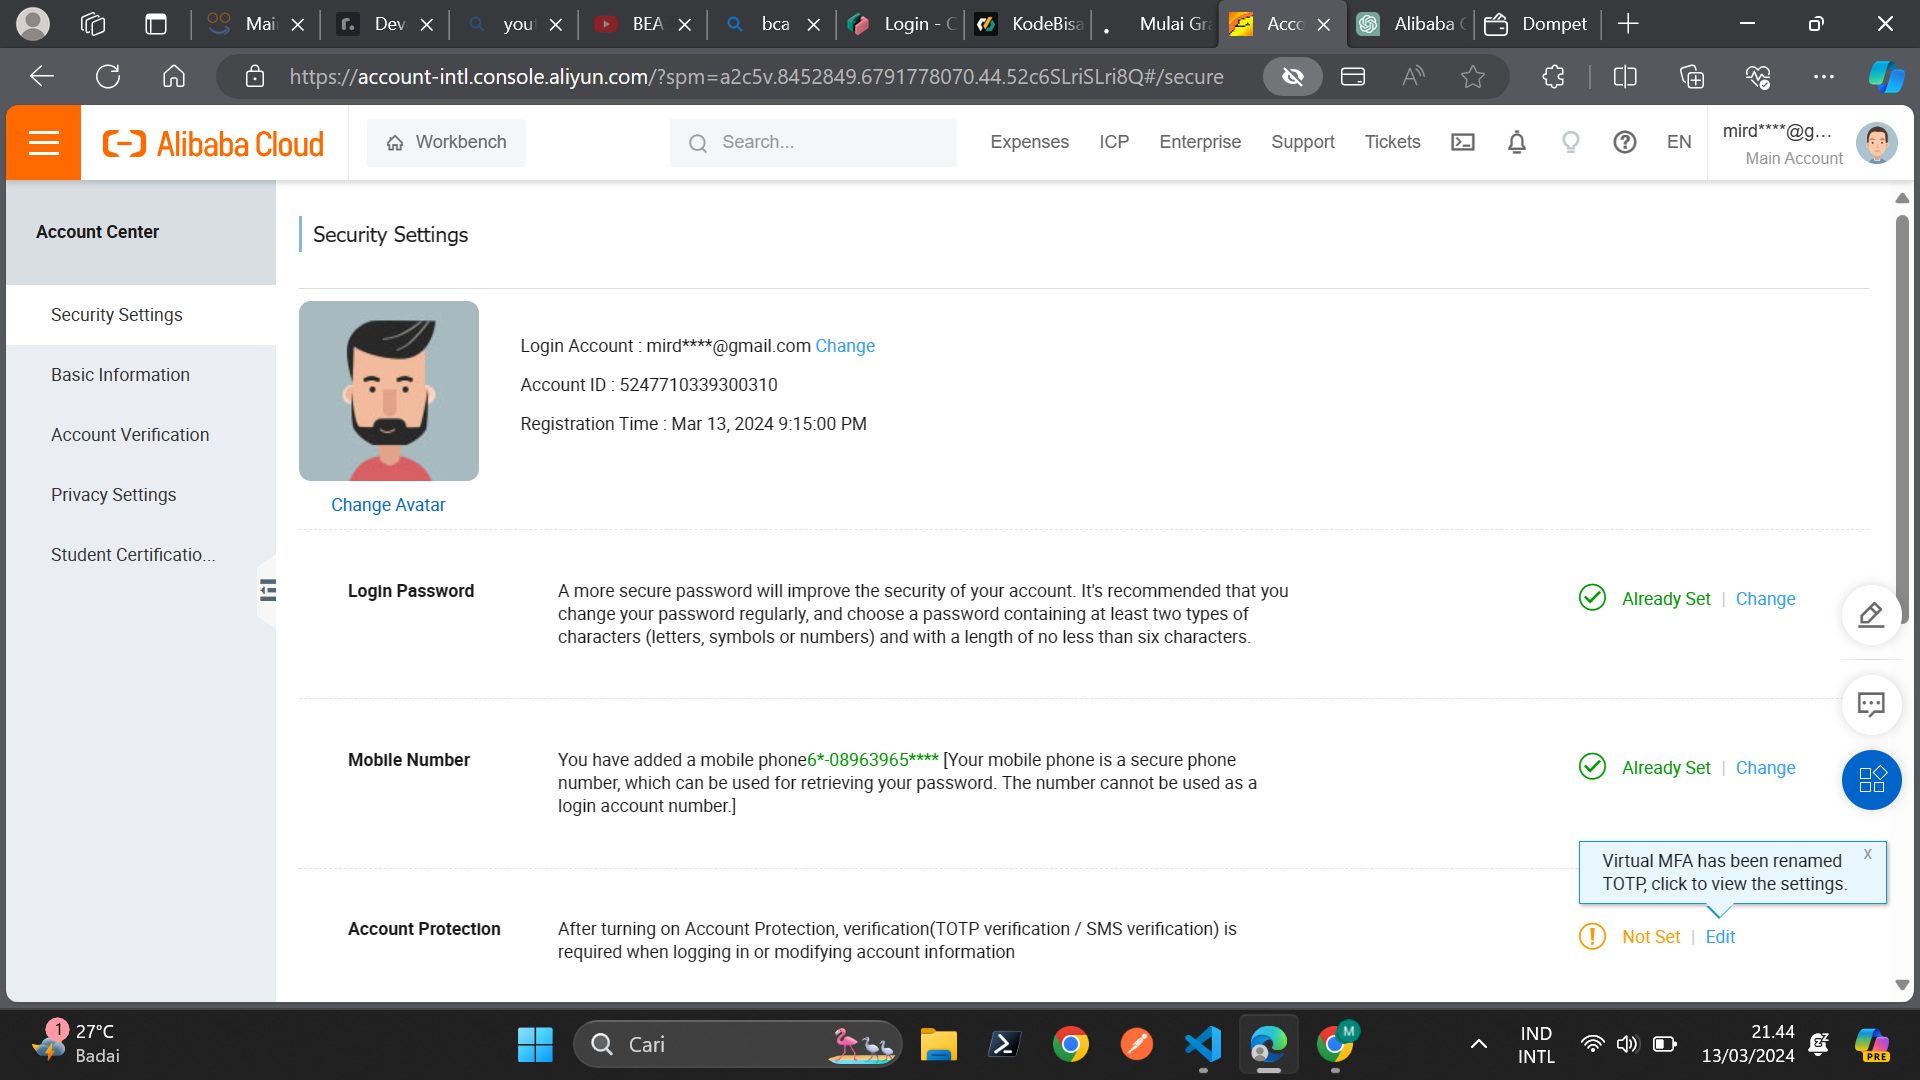 Mai
Dev
you
BEA
bca
Login - C
KodeBisa
Mulai Gra
Acco
Alibaba C
Dompet
https://account-intl.console.aliyun.com/?spm=a2c5v.8452849.6791778070.44.52c6SLriSLri8Q#/secure
Alibaba Cloud
Workbench
Search...
Expenses
ICP
Enterprise
Support
Tickets
EN
mird****@g...
Main Account
Account Center
Security Settings
Basic Information
Account Verification
Privacy Settings
Student Certificatio...
Security Settings
Change Avatar
Login Account : mird****@gmail.com Change
Account ID : 5247710339300310
Registration Time : Mar 13, 2024 9:15:00 PM
Login Password
A more secure password will improve the security of your account. It's recommended that you
change your password regularly, and choose a password containing at least two types of
characters (letters, symbols or numbers) and with a length of no less than six characters.
Already Set | Change
Mobile Number
You have added a mobile phone6*-08963965**** [Your mobile phone is a secure phone
number, which can be used for retrieving your password. The number cannot be used as a
login account number.]
Already Set | Change
Virtual MFA has been renamed
TOTP, click to view the settings.
x
Account Protection
After turning on Account Protection, verification(TOTP verification / SMS verification) is
required when logging in or modifying account information
Not Set | Edit
1
27°C
Badai
Cari
M
IND
INTL
21.44
13/03/2024
PRE